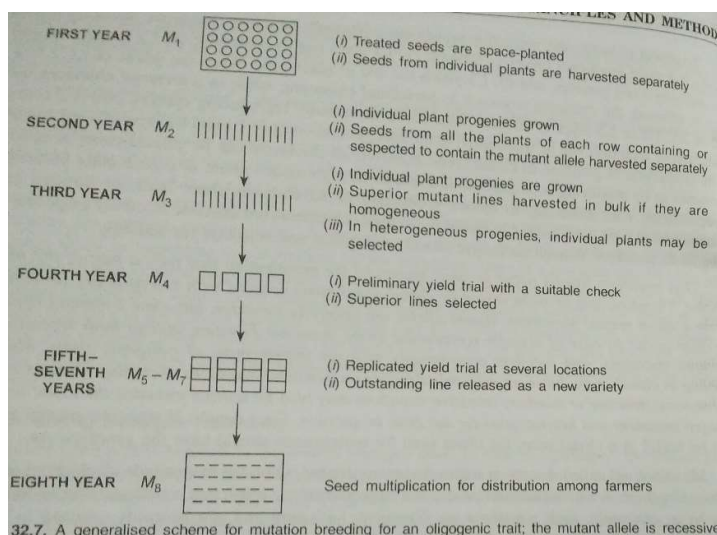 LES AND METHOD
FIRST YEAR M1
(i) Treated seeds are space-planted
(ii) Seeds from individual plants are harvested separately
SECOND YEAR M2
(i) Individual plant progenies grown
(ii) Seeds from all the plants of each row containing or
sespected to contain the mutant allele harvested separately
THIRD YEAR M3
(i) Individual plant progenies are grown
(ii) Superior mutant lines harvested in bulk if they are
homogeneous
(iii) In heterogeneous progenies, individual plants may be
selected
FOURTH YEAR M4
(i) Preliminary yield trial with a suitable check
(ii) Superior lines selected
FIFTH–
SEVENTH M5 – M7
YEARS
(i) Replicated yield trial at several locations
(ii) Outstanding line released as a new variety
EIGHTH YEAR M8
Seed multiplication for distribution among farmers
32.7. A generalised scheme for mutation breeding for an oligogenic trait; the mutant allele is recessive